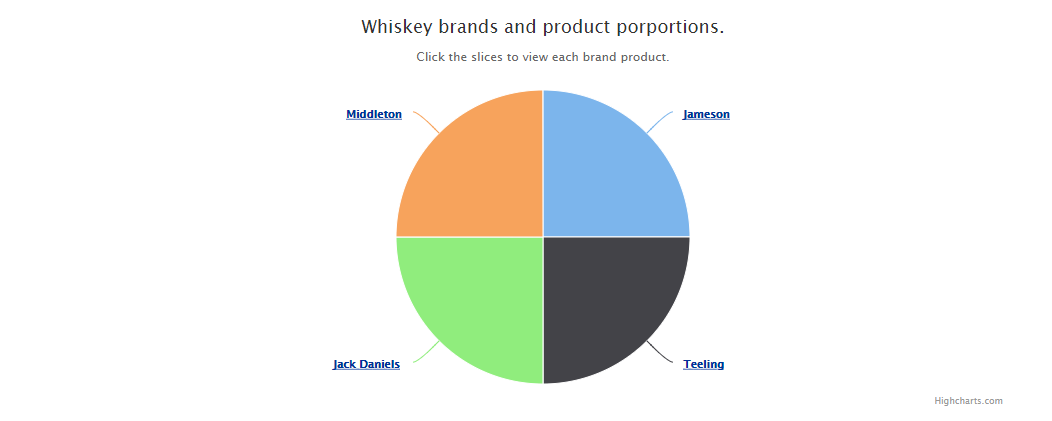 Whiskey brands and product porportions.
Click the slices to view each brand product.
Middleton
Jameson
Jack Daniels
Teeling
Highcharts.com